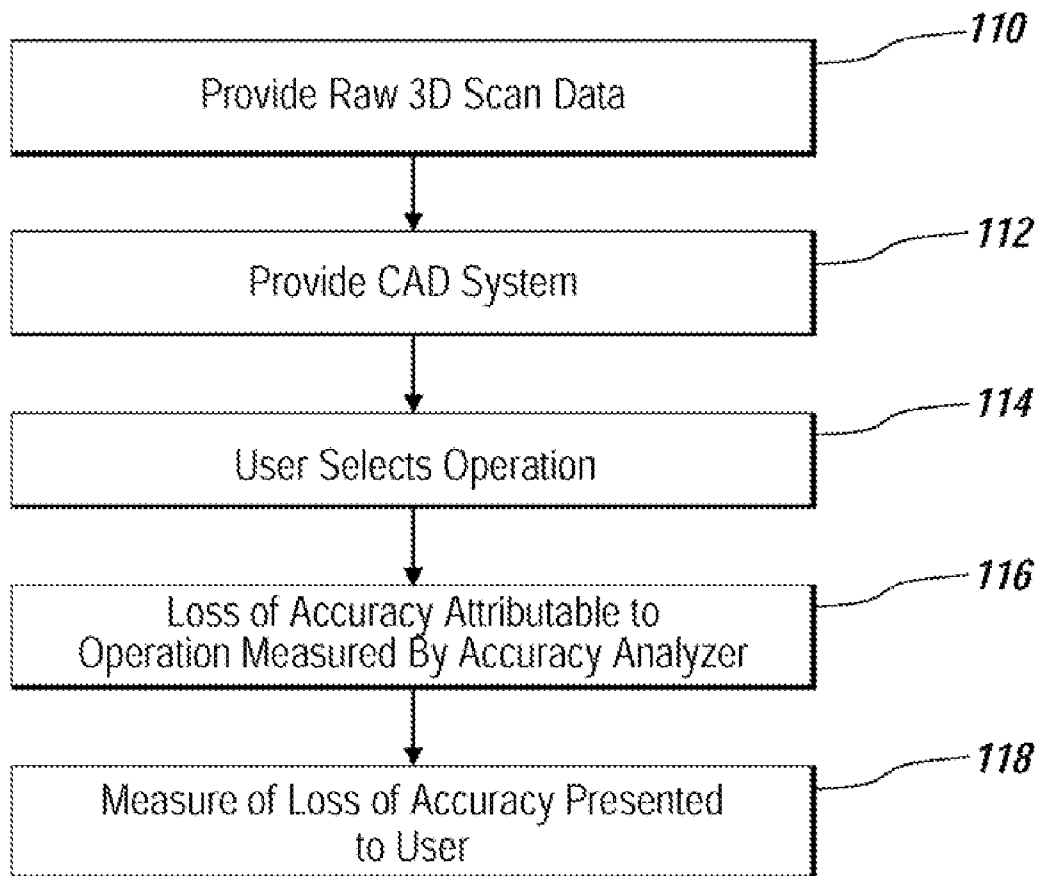 110
Provide Raw 3D Scan Data
112
Provide CAD System
114
User Selects Operation
116
Loss of Accuracy Attributable to
Operation Measured By Accuracy Analyzer
118
Measure of Loss of Accuracy Presented
to User